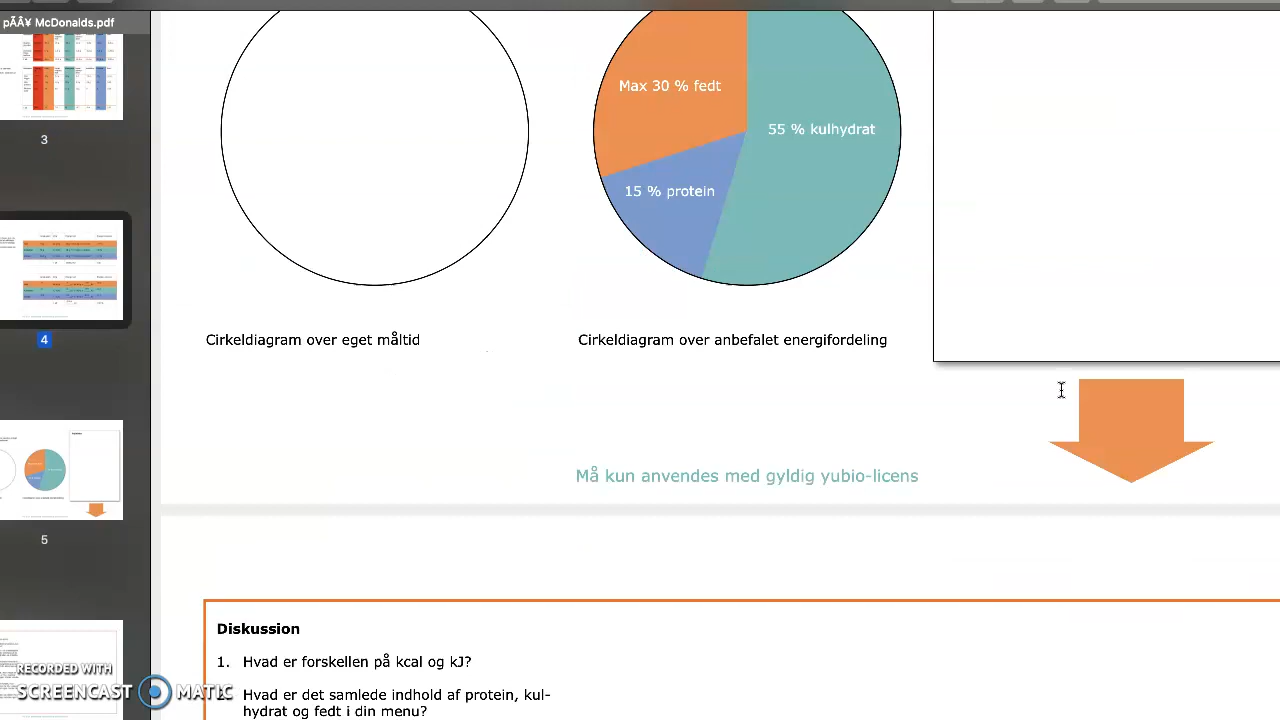 pÃÂ¥ McDonalds.pdf
3
4
5
Max 30 % fedt
55 % kulhydrat
15 % protein
Cirkeldiagram over eget måltid
Cirkeldiagram over anbefalet energifordeling
Må kun anvendes med gyldig yubio-licens
Diskussion
1. Hvad er forskellen på kcal og kJ?
Hvad er det samlede indhold af protein, kul-
hydrat og fedt i din menu?
RECORDED WITH
SCREENCAST MATIC